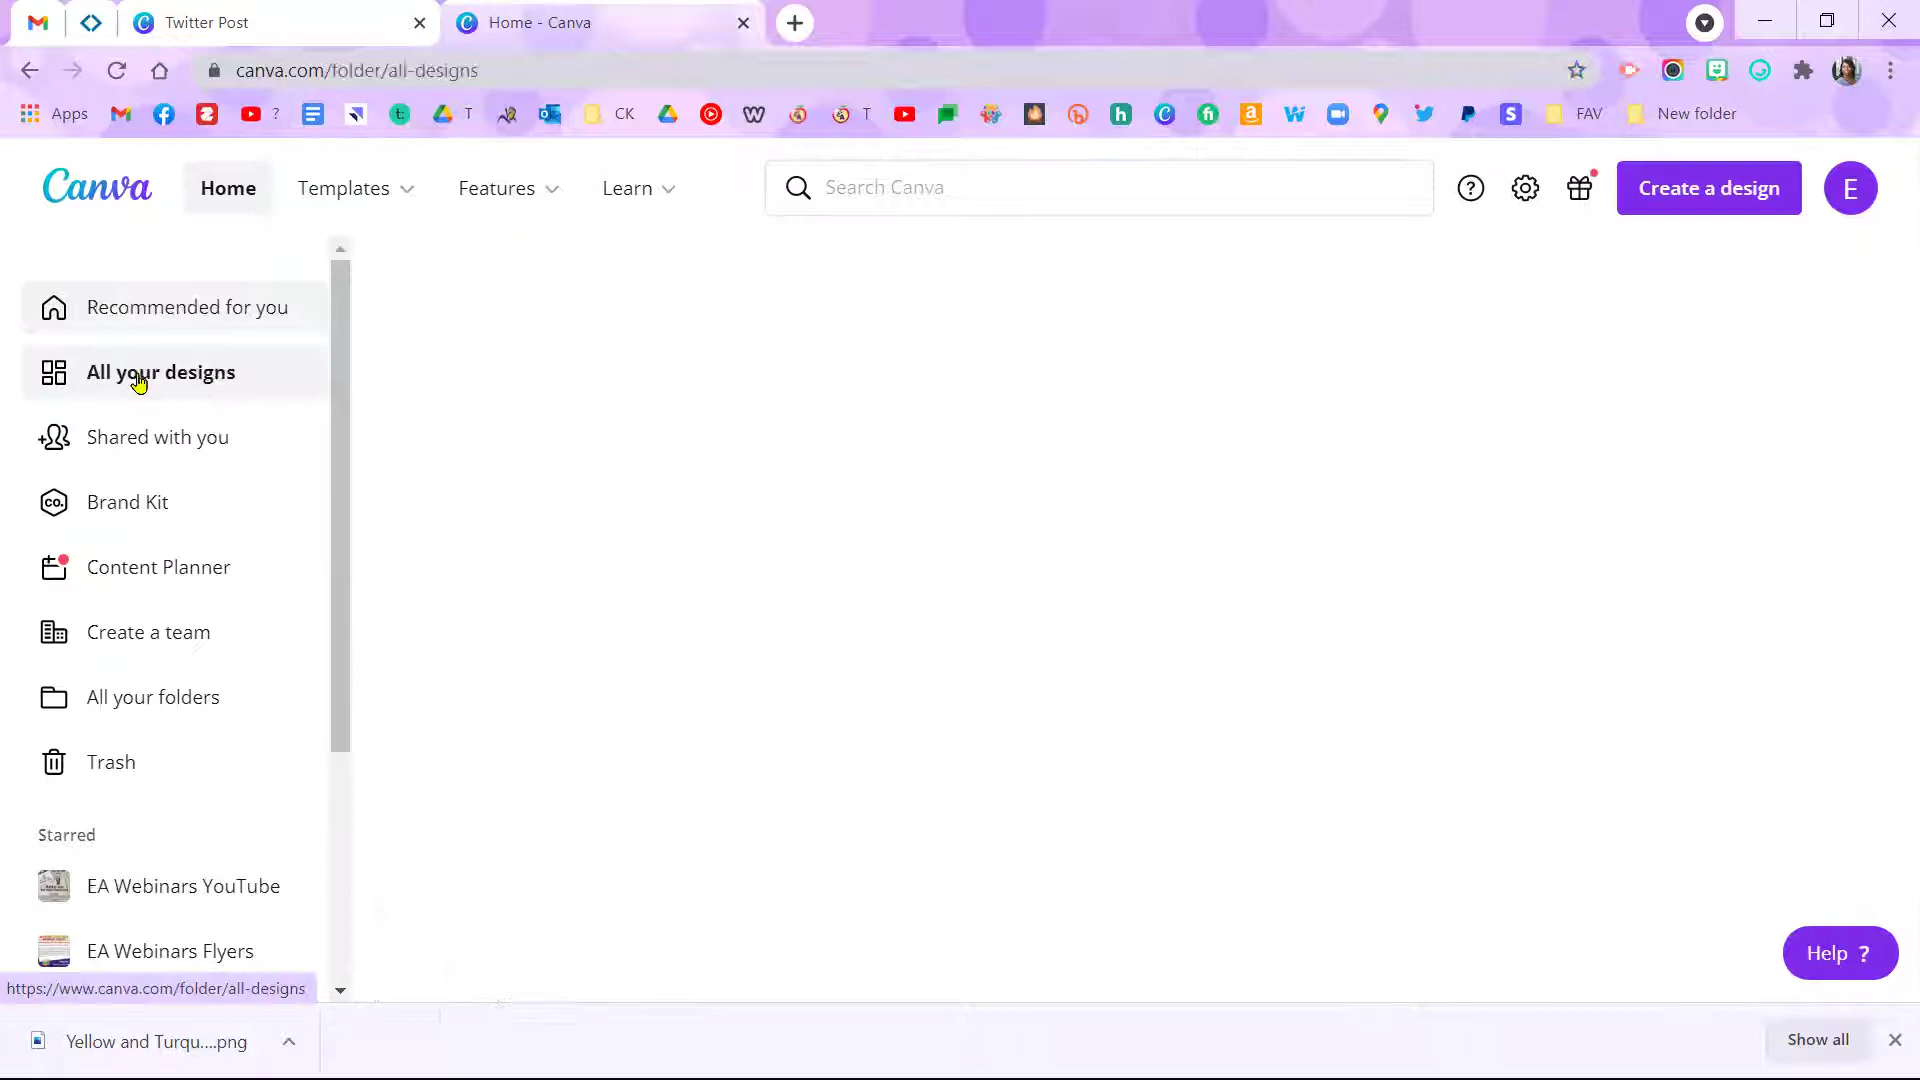 Twitter Post
Home - Canva
canva.com/folder/all-designs
Apps
?
T
CK
T
FAV
New folder
Canva
Home
Templates
Features
Learn
Search Canva
Create a design
E
Recommended for you
All your designs
Shared with you
Brand Kit
Content Planner
Create a team
All your folders
Trash
Starred
EA Webinars YouTube
EA Webinars Flyers
Help ?
https://www.canva.com/folder/all-designs
Yellow and Turqu....png
Show all